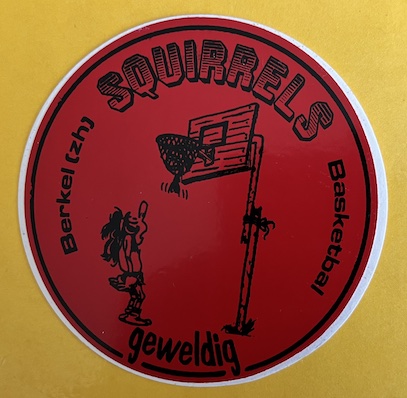 SQUIRRELS
Berkel (zh)
Basketbal
geweldig